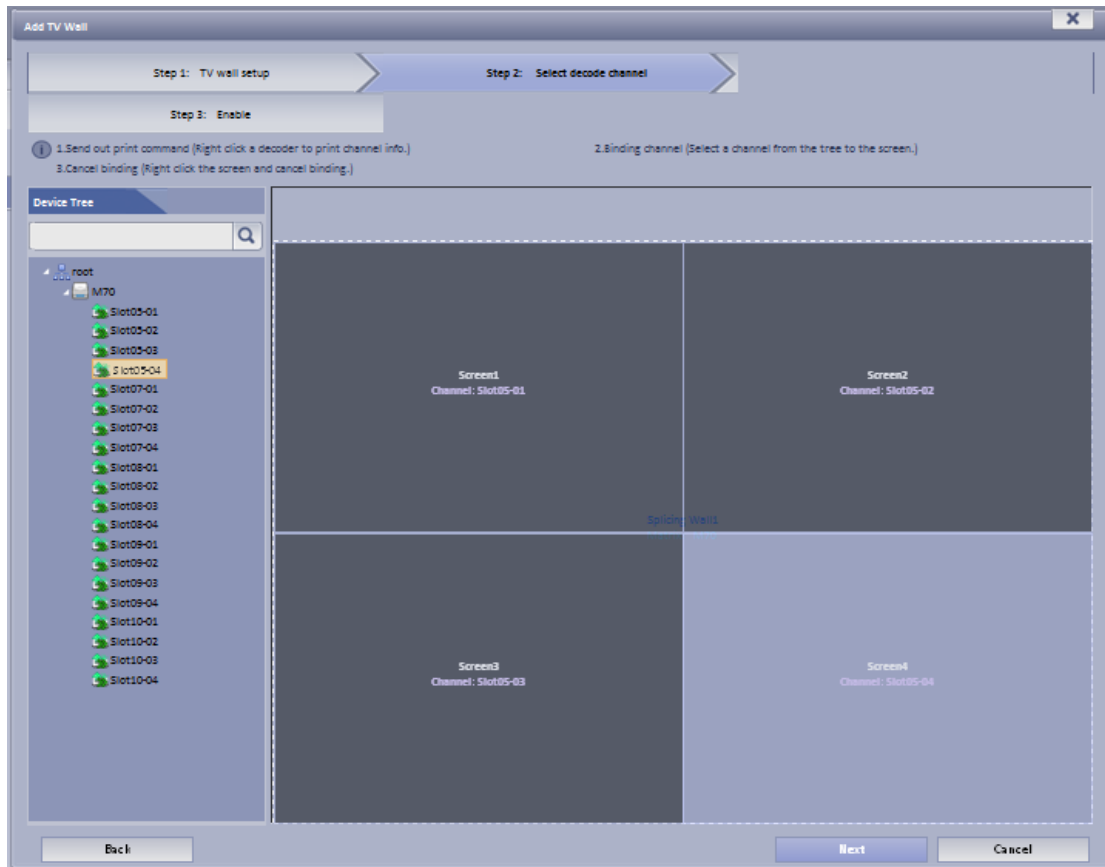 Add TV Wall
Step 1: TV wall setup
Step 2: Select decode channel
Step 3: Enable
1.Send out print command (Right click a decoder to print channel info.)
2.Binding channel (Select a channel from the tree to the screen.)
3.Cancel binding (Right click the screen and cancel binding.)
Device Tree
root
M70
Slot05-01
Slot05-02
Slot05-03
Slot05-04
Slot07-01
Slot07-02
Slot07-03
Slot07-04
Slot08-01
Slot08-02
Slot08-03
Slot08-04
Slot09-01
Slot09-02
Slot09-03
Slot09-04
Slot10-01
Slot10-02
Slot10-03
Slot10-04
Screen1
Channel: Slot05-01
Screen2
Channel: Slot05-02
Splicing Wall1
Screen3
Channel: Slot05-03
Screen4
Channel: Slot05-04
Back
Next
Cancel